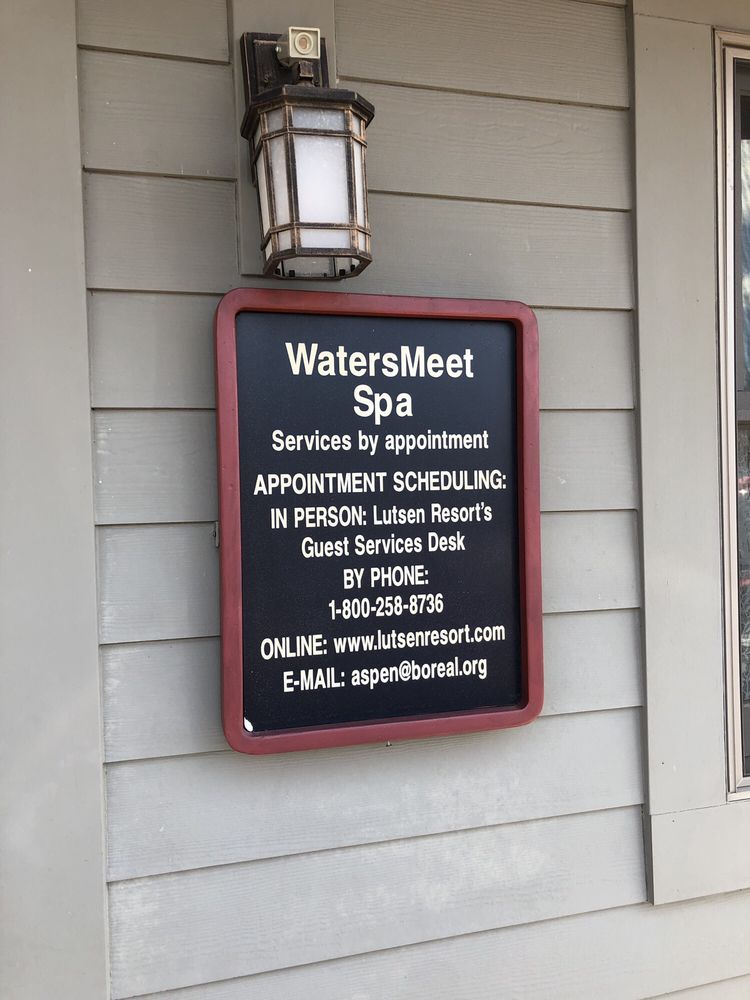 WatersMeet
Spa
Services by appointment
APPOINTMENT SCHEDULING:
IN PERSON: Lutsen Resort's
Guest Services Desk
BY PHONE:
1-800-258-8736
ONLINE: www.lutsenresort.com
E-MAIL: aspen@boreal.org